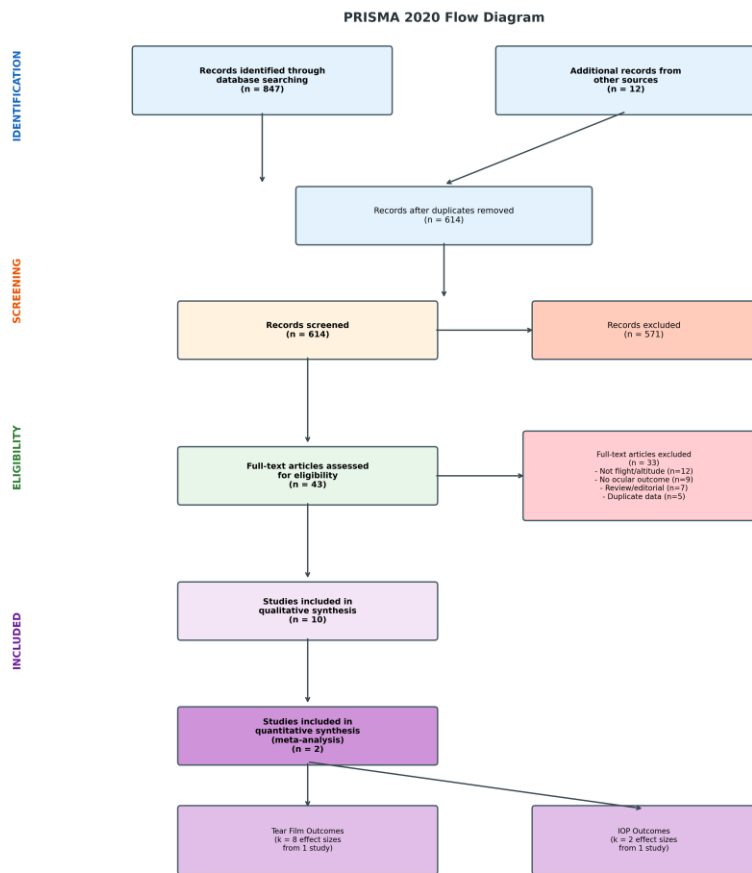 PRISMA 2020 Flow Diagram
IDENTIFICATION
Records identified through
database searching
(n = 847)
Additional records from
other sources
(n = 12)
Records after duplicates removed
(n = 614)
SCREENING
Records screened
(n = 614)
Records excluded
(n = 571)
ELIGIBILITY
Full-text articles assessed
for eligibility
(n = 43)
Full-text articles excluded
(n = 33)
- Not flight/altitude (n=12)
- No ocular outcome (n=9)
- Review/editorial (n=7)
- Duplicate data (n=5)
INCLUDED
Studies included in
qualitative synthesis
(n = 10)
Studies included in
quantitative synthesis
(meta-analysis)
(n = 2)
Tear Film Outcomes
(k = 8 effect sizes
from 1 study)
IOP Outcomes
(k = 2 effect sizes
from 1 study)